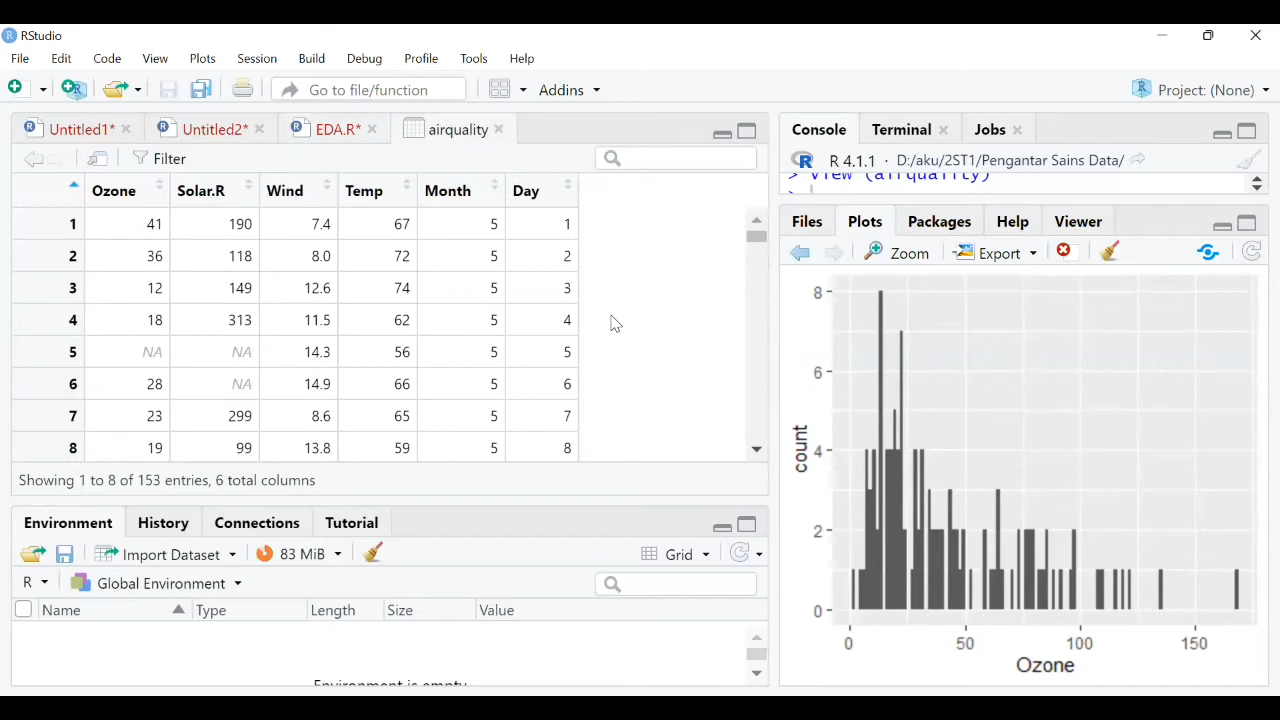 RStudio
File Edit Code View Plots Session Build Debug Profile Tools Help
Go to file/function Addins Project: (None)
Untitled1* Untitled2* EDA.R* airquality
Filter
Ozone Solar.R Wind Temp Month Day
1 41 190 7.4 67 5 1
2 36 118 8.0 72 5 2
3 12 149 12.6 74 5 3
4 18 313 11.5 62 5 4
5 NA NA 14.3 56 5 5
6 28 NA 14.9 66 5 6
7 23 299 8.6 65 5 7
8 19 99 13.8 59 5 8
Showing 1 to 8 of 153 entries, 6 total columns
Environment History Connections Tutorial
Import Dataset 83 MiB Grid
R Global Environment
Name Type Length Size Value
Environment is empty
Console Terminal Jobs
R 4.1.1 · D:/aku/2ST1/Pengantar Sains Data/
> View (airquality)
>
Files Plots Packages Help Viewer
Zoom Export
8
6
4
2
0
count
0 50 100 150
Ozone